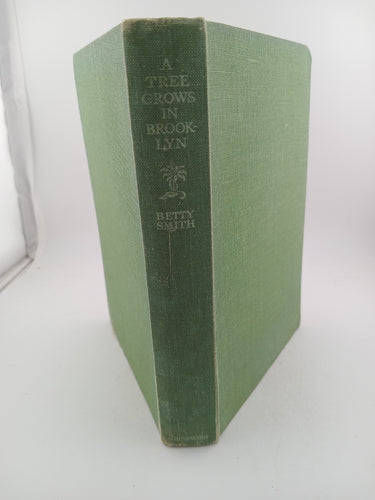 A
TREE
GROWS
IN
BROOK-
LYN
BETTY
SMITH